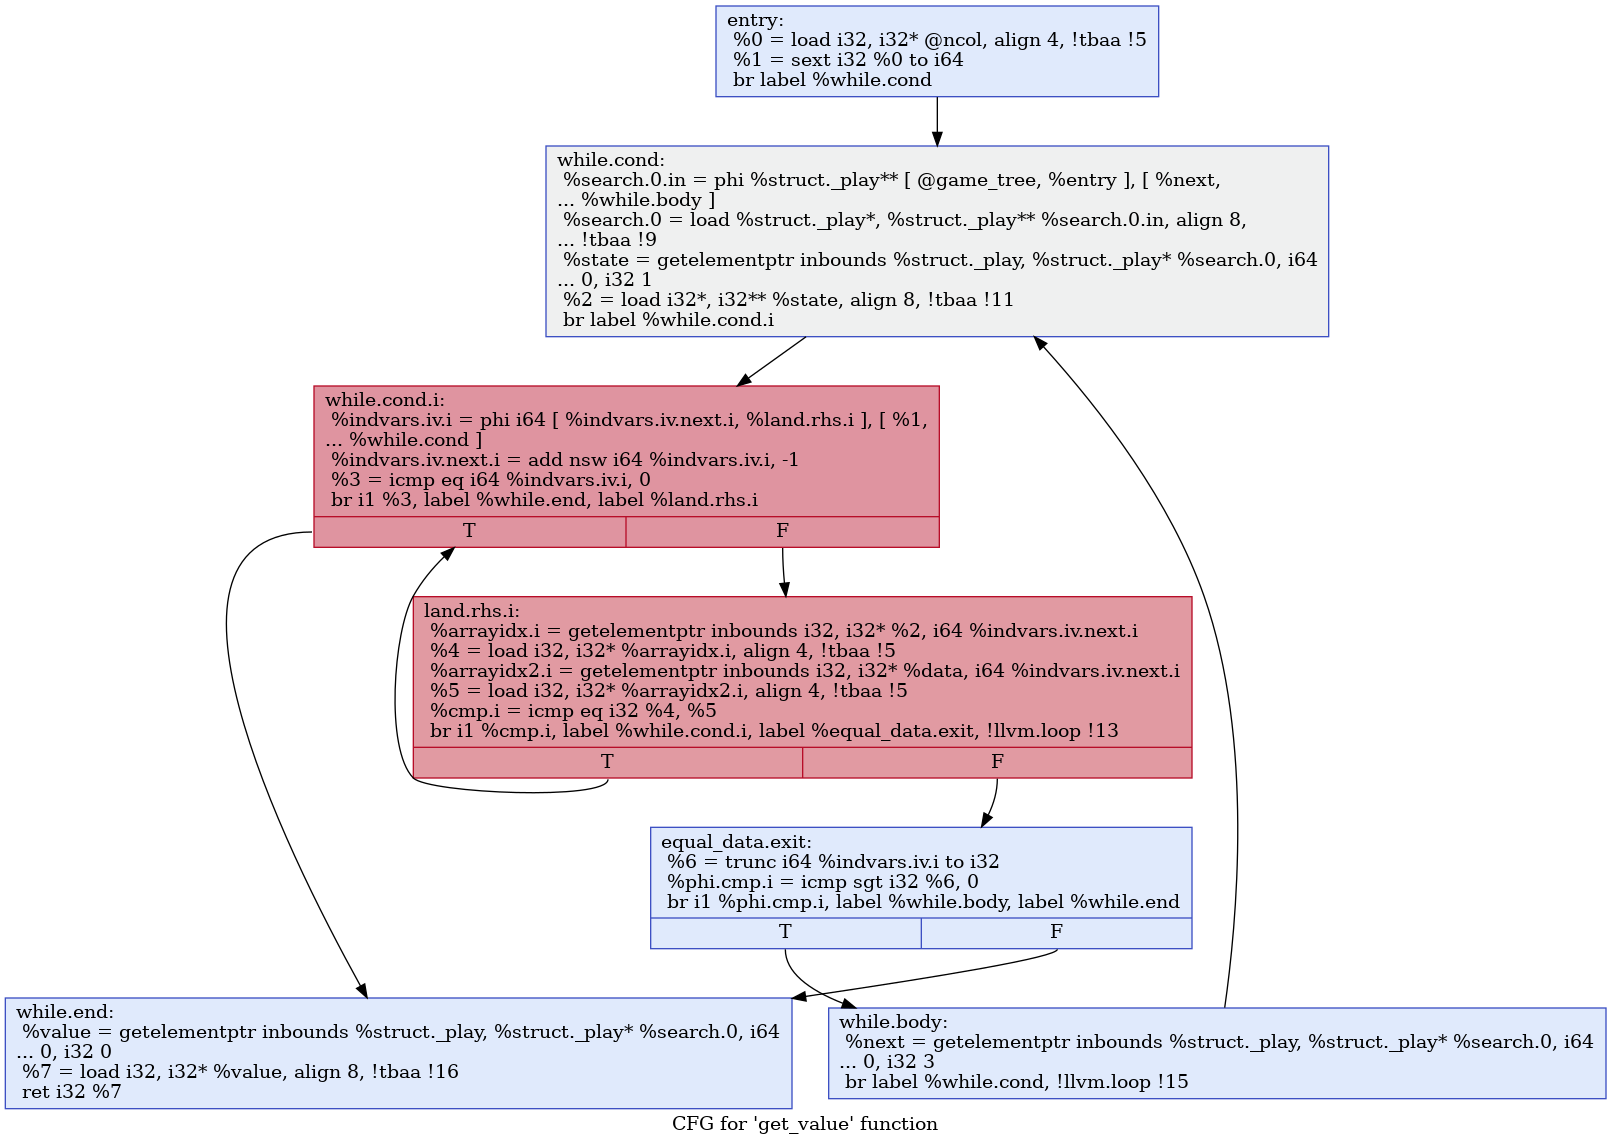 entry:
%0 = load i32, i32* @ncol, align 4, !tbaa !5
%1 = sext i32 %0 to i64
br label %while.cond
while.cond:
%search.0.in = phi %struct._play** [ @game_tree, %entry ], [ %next,
... %while.body ]
%search.0 = load %struct._play*, %struct._play** %search.0.in, align 8,
... !tbaa !9
%state = getelementptr inbounds %struct._play, %struct._play* %search.0, i64
... 0, i32 1
%2 = load i32*, i32** %state, align 8, !tbaa !11
br label %while.cond.i
while.cond.i:
%indvars.iv.i = phi i64 [ %indvars.iv.next.i, %land.rhs.i ], [ %1,
... %while.cond ]
%indvars.iv.next.i = add nsw i64 %indvars.iv.i, -1
%3 = icmp eq i64 %indvars.iv.i, 0
br i1 %3, label %while.end, label %land.rhs.i
T F
land.rhs.i:
%arrayidx.i = getelementptr inbounds i32, i32* %2, i64 %indvars.iv.next.i
%4 = load i32, i32* %arrayidx.i, align 4, !tbaa !5
%arrayidx2.i = getelementptr inbounds i32, i32* %data, i64 %indvars.iv.next.i
%5 = load i32, i32* %arrayidx2.i, align 4, !tbaa !5
%cmp.i = icmp eq i32 %4, %5
br i1 %cmp.i, label %while.cond.i, label %equal_data.exit, !llvm.loop !13
T F
equal_data.exit:
%6 = trunc i64 %indvars.iv.i to i32
%phi.cmp.i = icmp sgt i32 %6, 0
br i1 %phi.cmp.i, label %while.body, label %while.end
T F
while.end:
%value = getelementptr inbounds %struct._play, %struct._play* %search.0, i64
... 0, i32 0
%7 = load i32, i32* %value, align 8, !tbaa !16
ret i32 %7
while.body:
%next = getelementptr inbounds %struct._play, %struct._play* %search.0, i64
... 0, i32 3
br label %while.cond, !llvm.loop !15
CFG for 'get_value' function